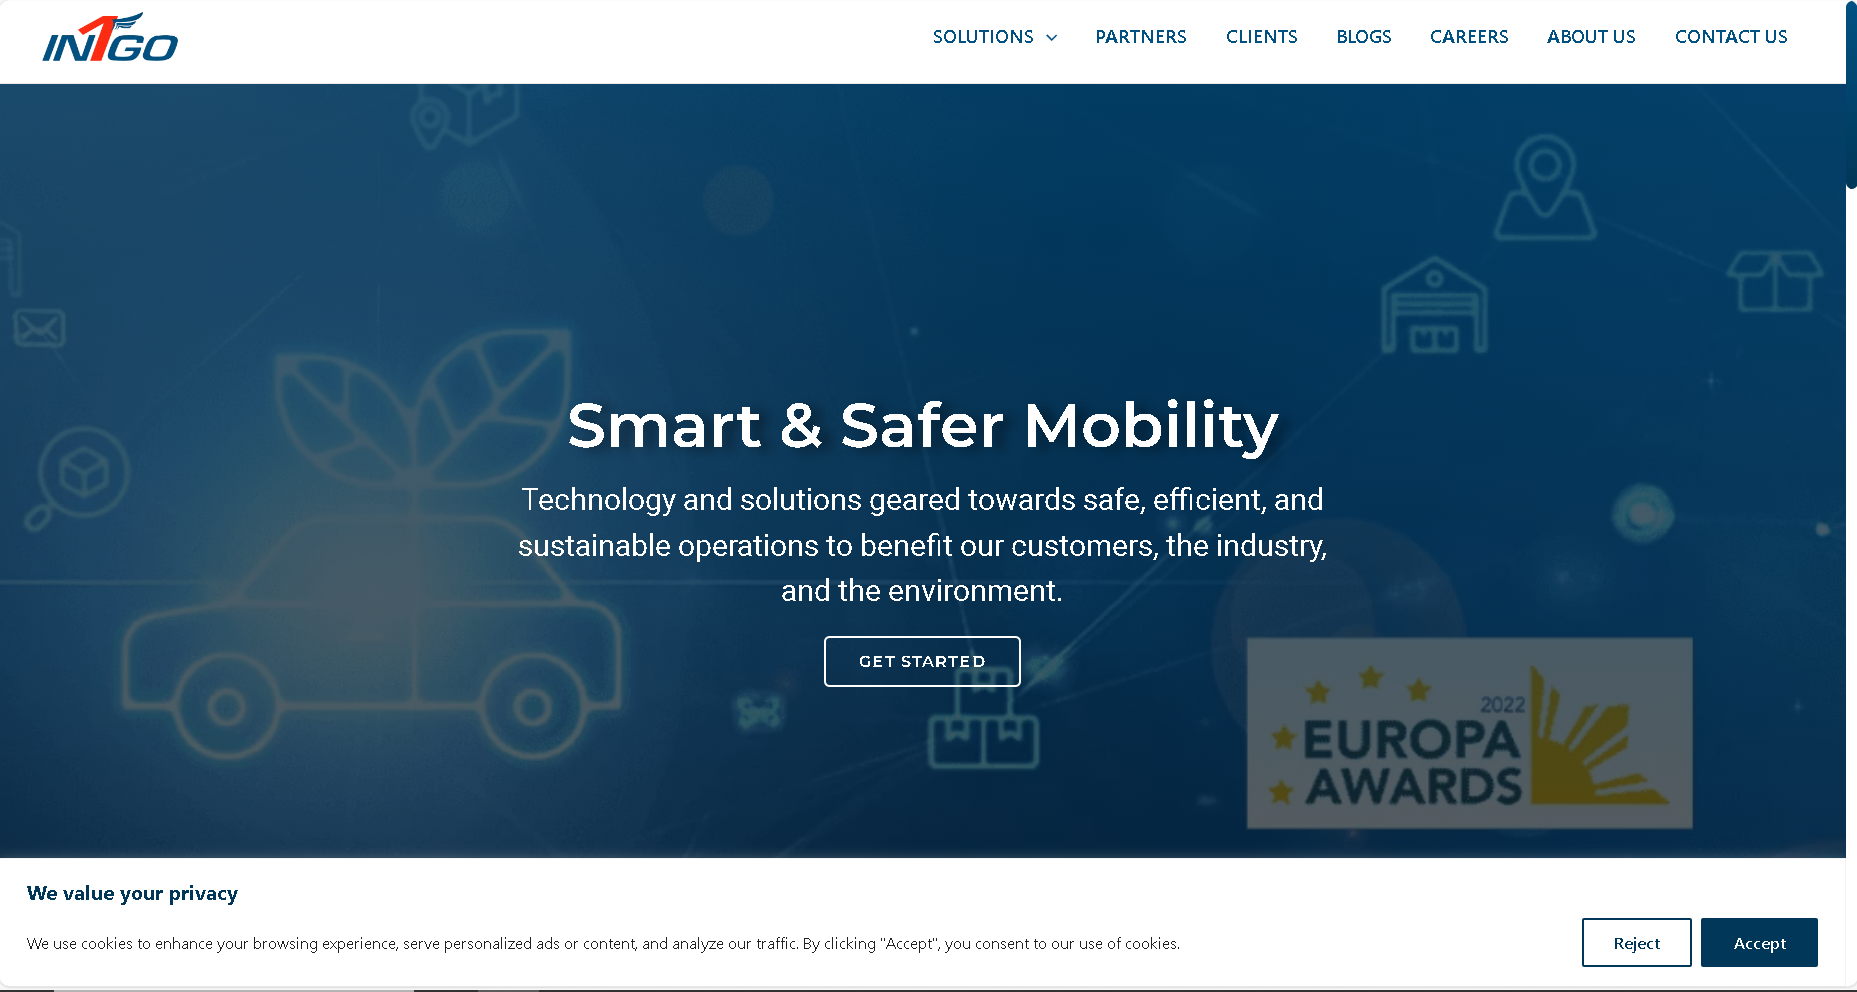 IN1GO
SOLUTIONS
PARTNERS
CLIENTS
BLOGS
CAREERS
ABOUT US
CONTACT US
Smart & Safer Mobility
Technology and solutions geared towards safe, efficient, and
sustainable operations to benefit our customers, the industry,
and the environment.
GET STARTED
2022
EUROPA
AWARDS
We value your privacy
We use cookies to enhance your browsing experience, serve personalized ads or content, and analyze our traffic. By clicking "Accept", you consent to our use of cookies.
Reject
Accept